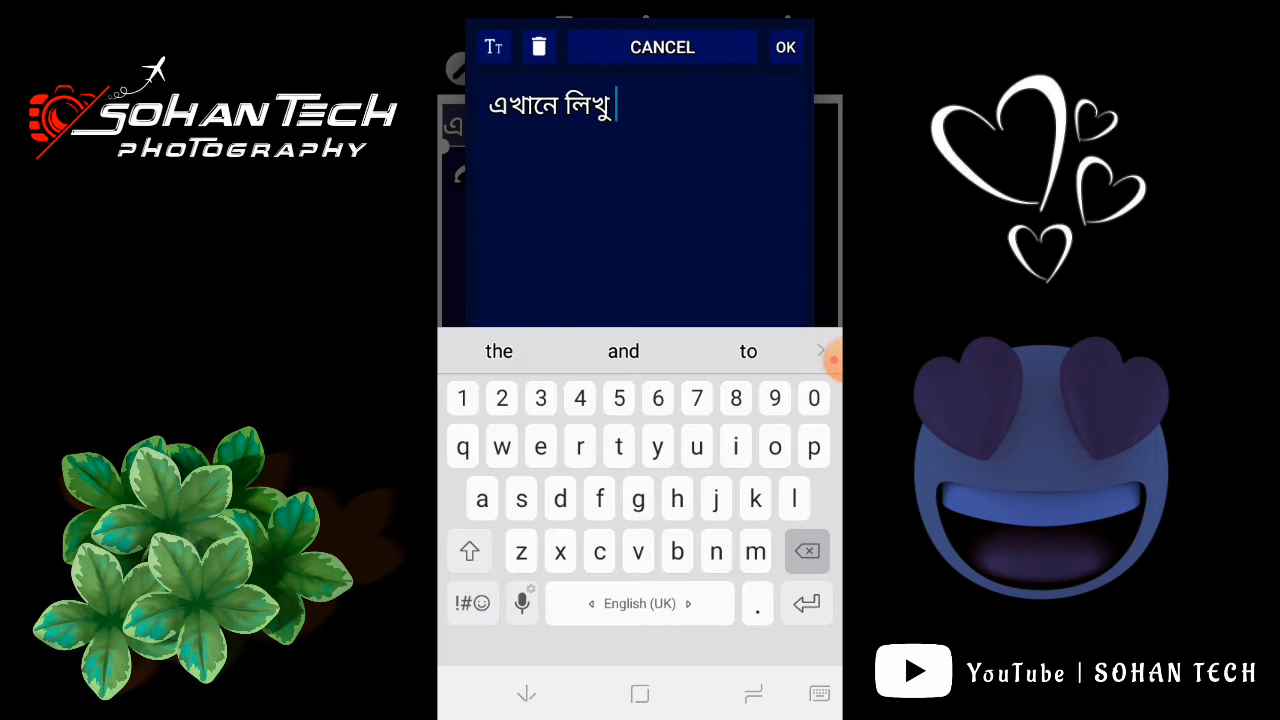 SOHAN TECH
PHOTOGRAPHY
CANCEL
OK
এখানে লিখু
the and to
1 2 3 4 5 6 7 8 9 0
q w e r t y u i o p
a s d f g h j k l
z x c v b n m
!#☺ English (UK) .
YouTube | SOHAN TECH